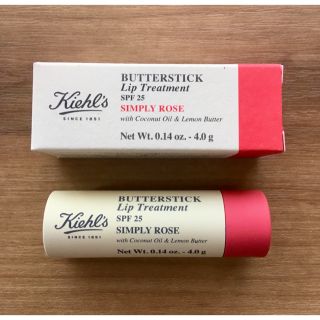 Kiehl's
SINCE 1851
BUTTERSTICK
Lip Treatment
SPF 25
SIMPLY ROSE
with Coconut Oil & Lemon Butter
Net Wt. 0.14 oz. - 4.0 g
Kiehl's
SINCE 1851
BUTTERSTICK
Lip Treatment
SPF 25
SIMPLY ROSE
with Coconut Oil & Lemon Butter
Net Wt. 0.14 oz. - 4.0 g